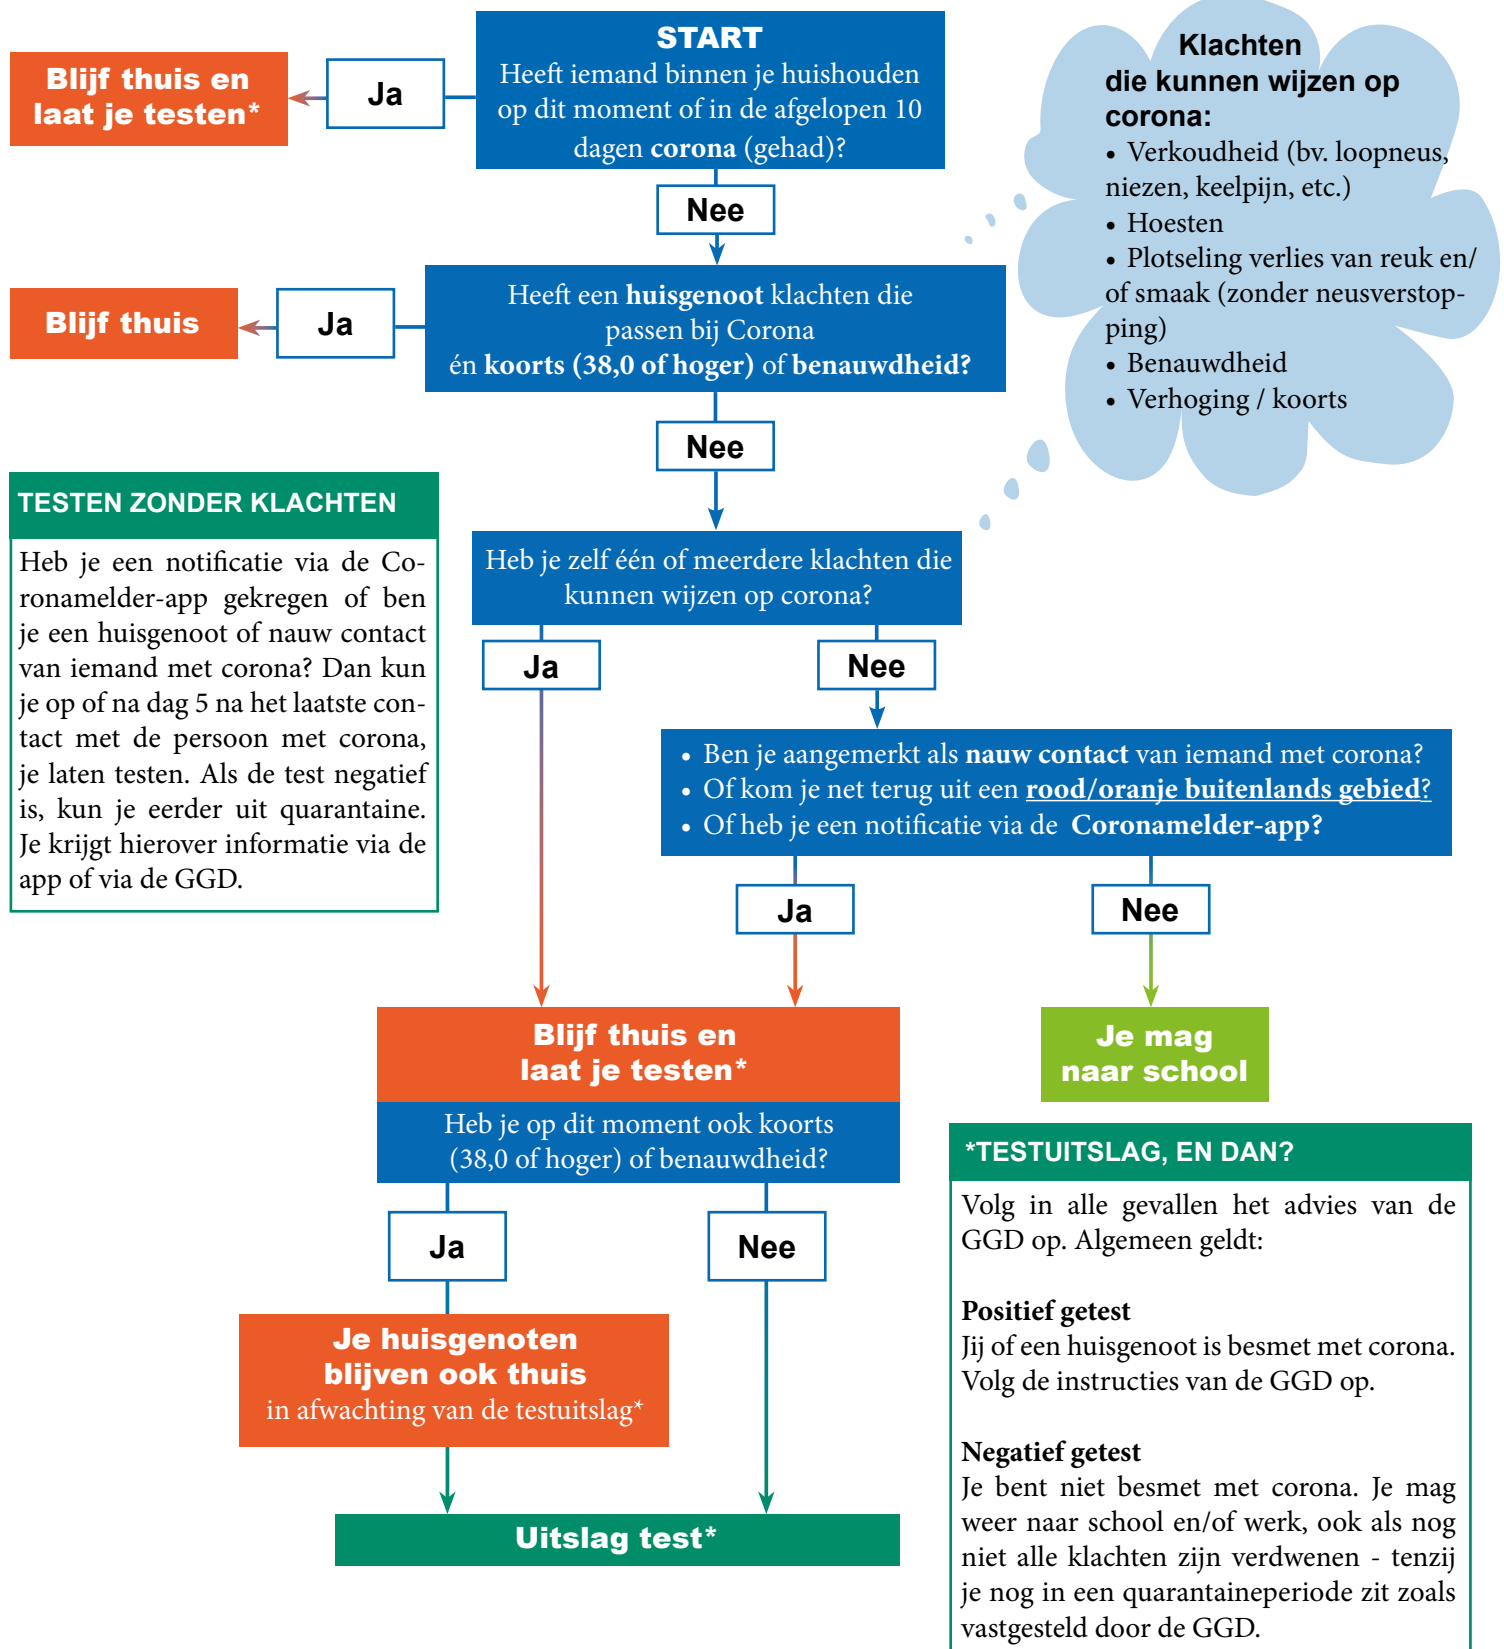 START
Heeft iemand binnen je huishouden
op dit moment of in de afgelopen 10
dagen corona (gehad)?
Ja
Blijf thuis en
laat je testen*
Nee
Klachten
die kunnen wijzen op
corona:
• Verkoudheid (bv. loopneus,
niezen, keelpijn, etc.)
• Hoesten
• Plotseling verlies van reuk en/
of smaak (zonder neusverstop-
ping)
• Benauwdheid
• Verhoging / koorts
Heeft een huisgenoot klachten die
passen bij Corona
én koorts (38,0 of hoger) of benauwdheid?
Ja
Blijf thuis
Nee
TESTEN ZONDER KLACHTEN
Heb je een notificatie via de Co-
ronamelder-app gekregen of ben
je een huisgenoot of nauw contact
van iemand met corona? Dan kun
je op of na dag 5 na het laatste con-
tact met de persoon met corona,
je laten testen. Als de test negatief
is, kun je eerder uit quarantaine.
Je krijgt hierover informatie via de
app of via de GGD.
Heb je zelf één of meerdere klachten die
kunnen wijzen op corona?
Ja
Nee
• Ben je aangemerkt als nauw contact van iemand met corona?
• Of kom je net terug uit een rood/oranje buitenlands gebied?
• Of heb je een notificatie via de Coronamelder-app?
Ja
Nee
Blijf thuis en
laat je testen*
Je mag
naar school
Heb je op dit moment ook koorts
(38,0 of hoger) of benauwdheid?
Ja
Nee
Je huisgenoten
blijven ook thuis
in afwachting van de testuitslag*
Uitslag test*
*TESTUITSLAG, EN DAN?
Volg in alle gevallen het advies van de
GGD op. Algemeen geldt:
Positief getest
Jij of een huisgenoot is besmet met corona.
Volg de instructies van de GGD op.
Negatief getest
Je bent niet besmet met corona. Je mag
weer naar school en/of werk, ook als nog
niet alle klachten zijn verdwenen - tenzij
je nog in een quarantaineperiode zit zoals
vastgesteld door de GGD.